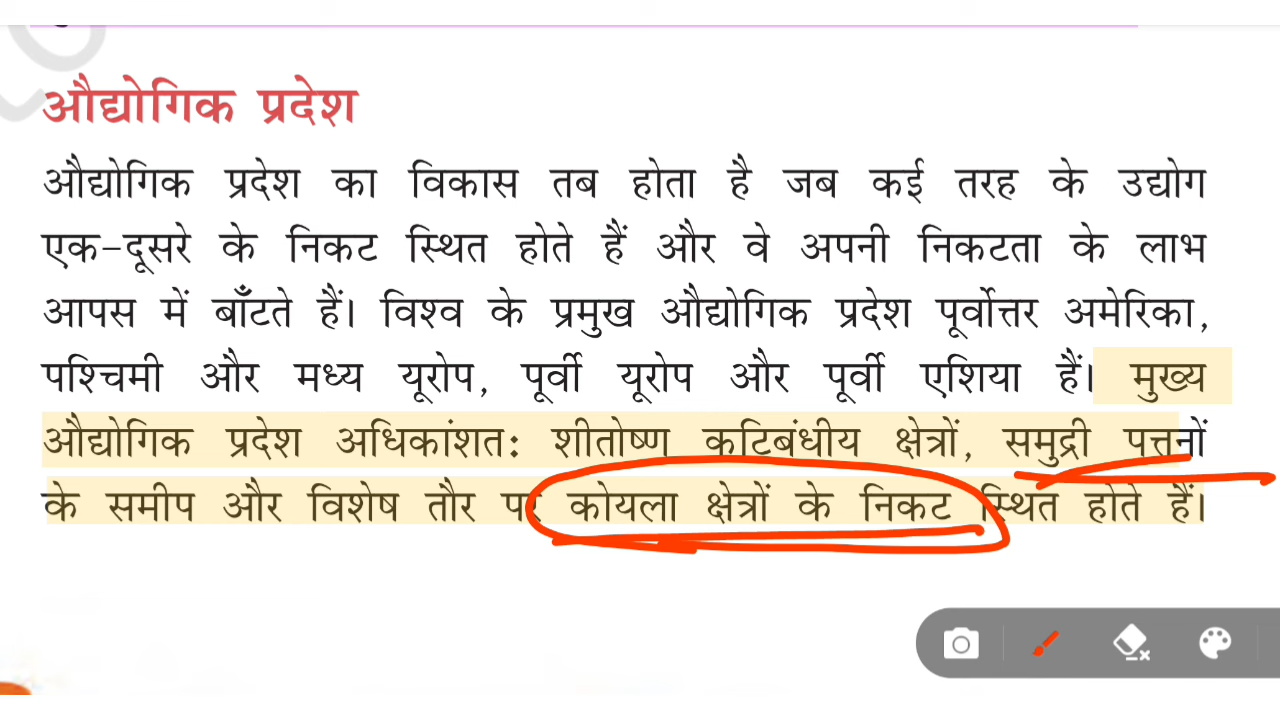 औद्योगिक प्रदेश
औद्योगिक प्रदेश का विकास तब होता है जब कई तरह के उद्योग
एक-दूसरे के निकट स्थित होते हैं और वे अपनी निकटता के लाभ
आपस में बाँटते हैं। विश्व के प्रमुख औद्योगिक प्रदेश पूर्वोत्तर अमेरिका,
पश्चिमी और मध्य यूरोप, पूर्वी यूरोप और पूर्वी एशिया हैं। मुख्य
औद्योगिक प्रदेश अधिकांशतः शीतोष्ण कटिबंधीय क्षेत्रों, समुद्री पत्तनों
के समीप और विशेष तौर पर कोयला क्षेत्रों के निकट स्थित होते हैं।